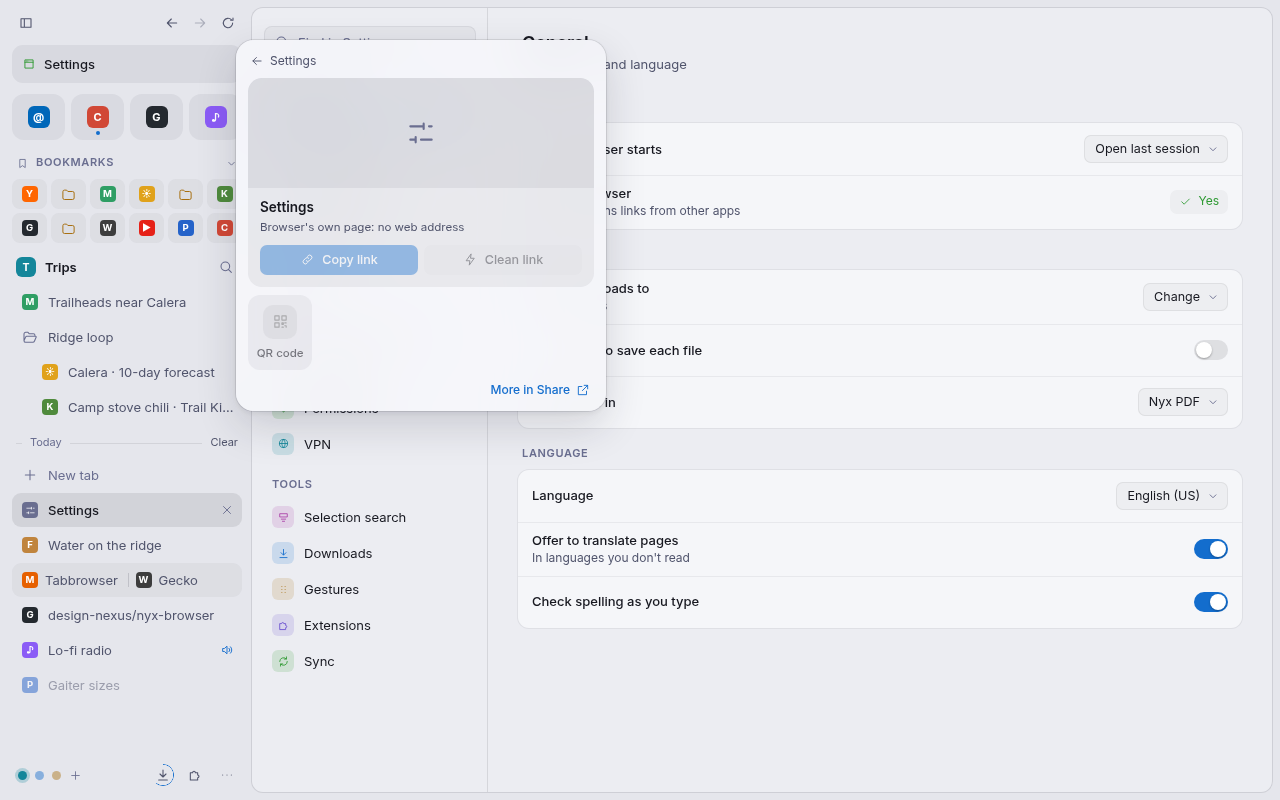 Settings
@
C
G
BOOKMARKS
Y
M
K
G
W
P
C
T
Trips
M
Trailheads near Calera
Ridge loop
Calera · 10-day forecast
K
Camp stove chili · Trail Ki...
Today
Clear
New tab
Settings
F
Water on the ridge
M
Tabbrowser
W
Gecko
G
design-nexus/nyx-browser
Lo-fi radio
P
Gaiter sizes
Settings
Settings
Browser's own page: no web address
Copy link
Clean link
QR code
More in Share
VPN
TOOLS
Selection search
Downloads
Gestures
Extensions
Sync
and language
starts
Open last session
links from other apps
Yes
to
Change
save each file
in
Nyx PDF
LANGUAGE
Language
English (US)
Offer to translate pages
In languages you don't read
Check spelling as you type